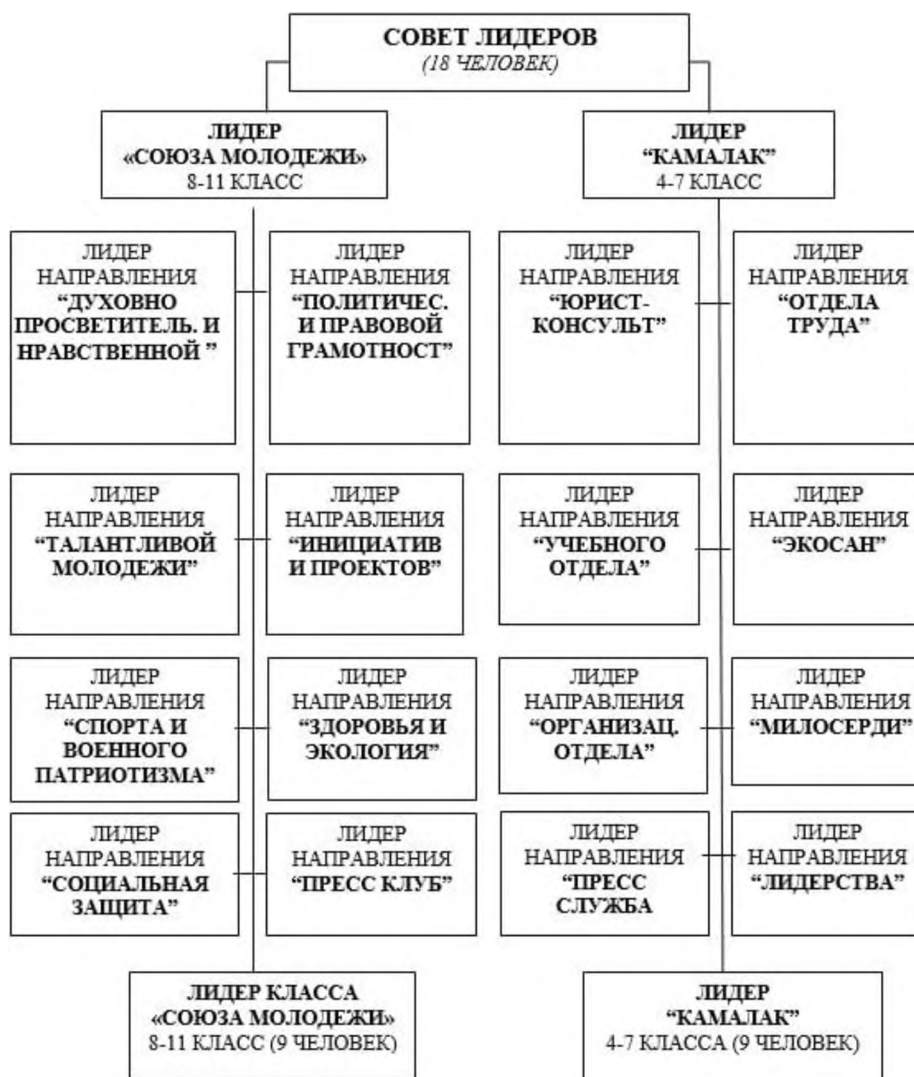 СОВЕТ ЛИДЕРОВ
(18 ЧЕЛОВЕК)
ЛИДЕР
«СОЮЗА МОЛОДЕЖИ»
8-11 КЛАСС
ЛИДЕР
“КАМАЛАК”
4-7 КЛАСС
ЛИДЕР
НАПРАВЛЕНИЯ
“ДУХОВНО
ПРОСВЕТИТЕЛЬ. И
НРАВСТВЕННОЙ ”
ЛИДЕР
НАПРАВЛЕНИЯ
“ПОЛИТИЧЕС.
И ПРАВОВОЙ
ГРАМОТНОСТ”
ЛИДЕР
НАПРАВЛЕНИЯ
“ЮРИСТ-
КОНСУЛЬТ”
ЛИДЕР
НАПРАВЛЕНИЯ
“ОТДЕЛА
ТРУДА”
ЛИДЕР
НАПРАВЛЕНИЯ
“ТАЛАНТЛИВОЙ
МОЛОДЕЖИ”
ЛИДЕР
НАПРАВЛЕНИЯ
“ИНИЦИАТИВ
И ПРОЕКТОВ”
ЛИДЕР
НАПРАВЛЕНИЯ
“УЧЕБНОГО
ОТДЕЛА”
ЛИДЕР
НАПРАВЛЕНИЯ
“ЭКОСАН”
ЛИДЕР
НАПРАВЛЕНИЯ
“СПОРТА И
ВОЕННОГО
ПАТРИОТИЗМА”
ЛИДЕР
НАПРАВЛЕНИЯ
“ЗДОРОВЬЯ И
ЭКОЛОГИЯ”
ЛИДЕР
НАПРАВЛЕНИЯ
“ОРГАНИЗАЦ.
ОТДЕЛА”
ЛИДЕР
НАПРАВЛЕНИЯ
“МИЛОСЕРДИ”
ЛИДЕР
НАПРАВЛЕНИЯ
“СОЦИАЛЬНАЯ
ЗАЩИТА”
ЛИДЕР
НАПРАВЛЕНИЯ
“ПРЕСС КЛУБ”
ЛИДЕР
НАПРАВЛЕНИЯ
“ПРЕСС
СЛУЖБА
ЛИДЕР
НАПРАВЛЕНИЯ
“ЛИДЕРСТВА”
ЛИДЕР КЛАССА
«СОЮЗА МОЛОДЕЖИ»
8-11 КЛАСС (9 ЧЕЛОВЕК)
ЛИДЕР
“КАМАЛАК”
4-7 КЛАССА (9 ЧЕЛОВЕК)